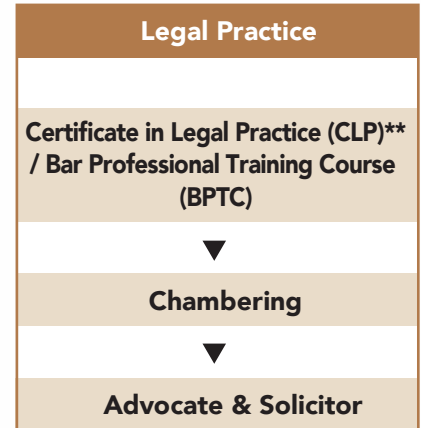 Legal Practice
Certificate in Legal Practice (CLP)**
/ Bar Professional Training Course
(BPTC)
Chambering
Advocate & Solicitor